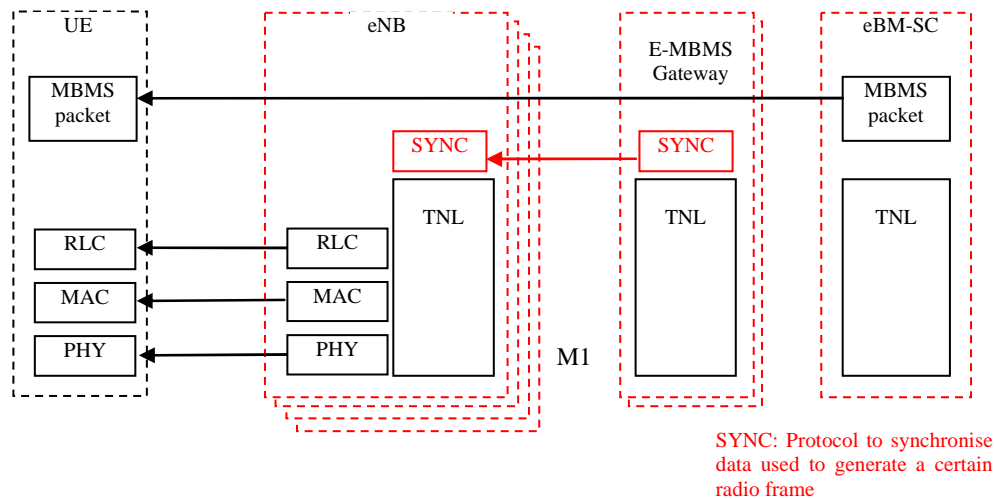 UE
eNB
E-MBMS
Gateway
eBM-SC
MBMS
packet
MBMS
packet
SYNC
SYNC
TNL
TNL
TNL
RLC
RLC
MAC
MAC
PHY
PHY
M1
SYNC: Protocol to synchronise
data used to generate a certain
radio frame